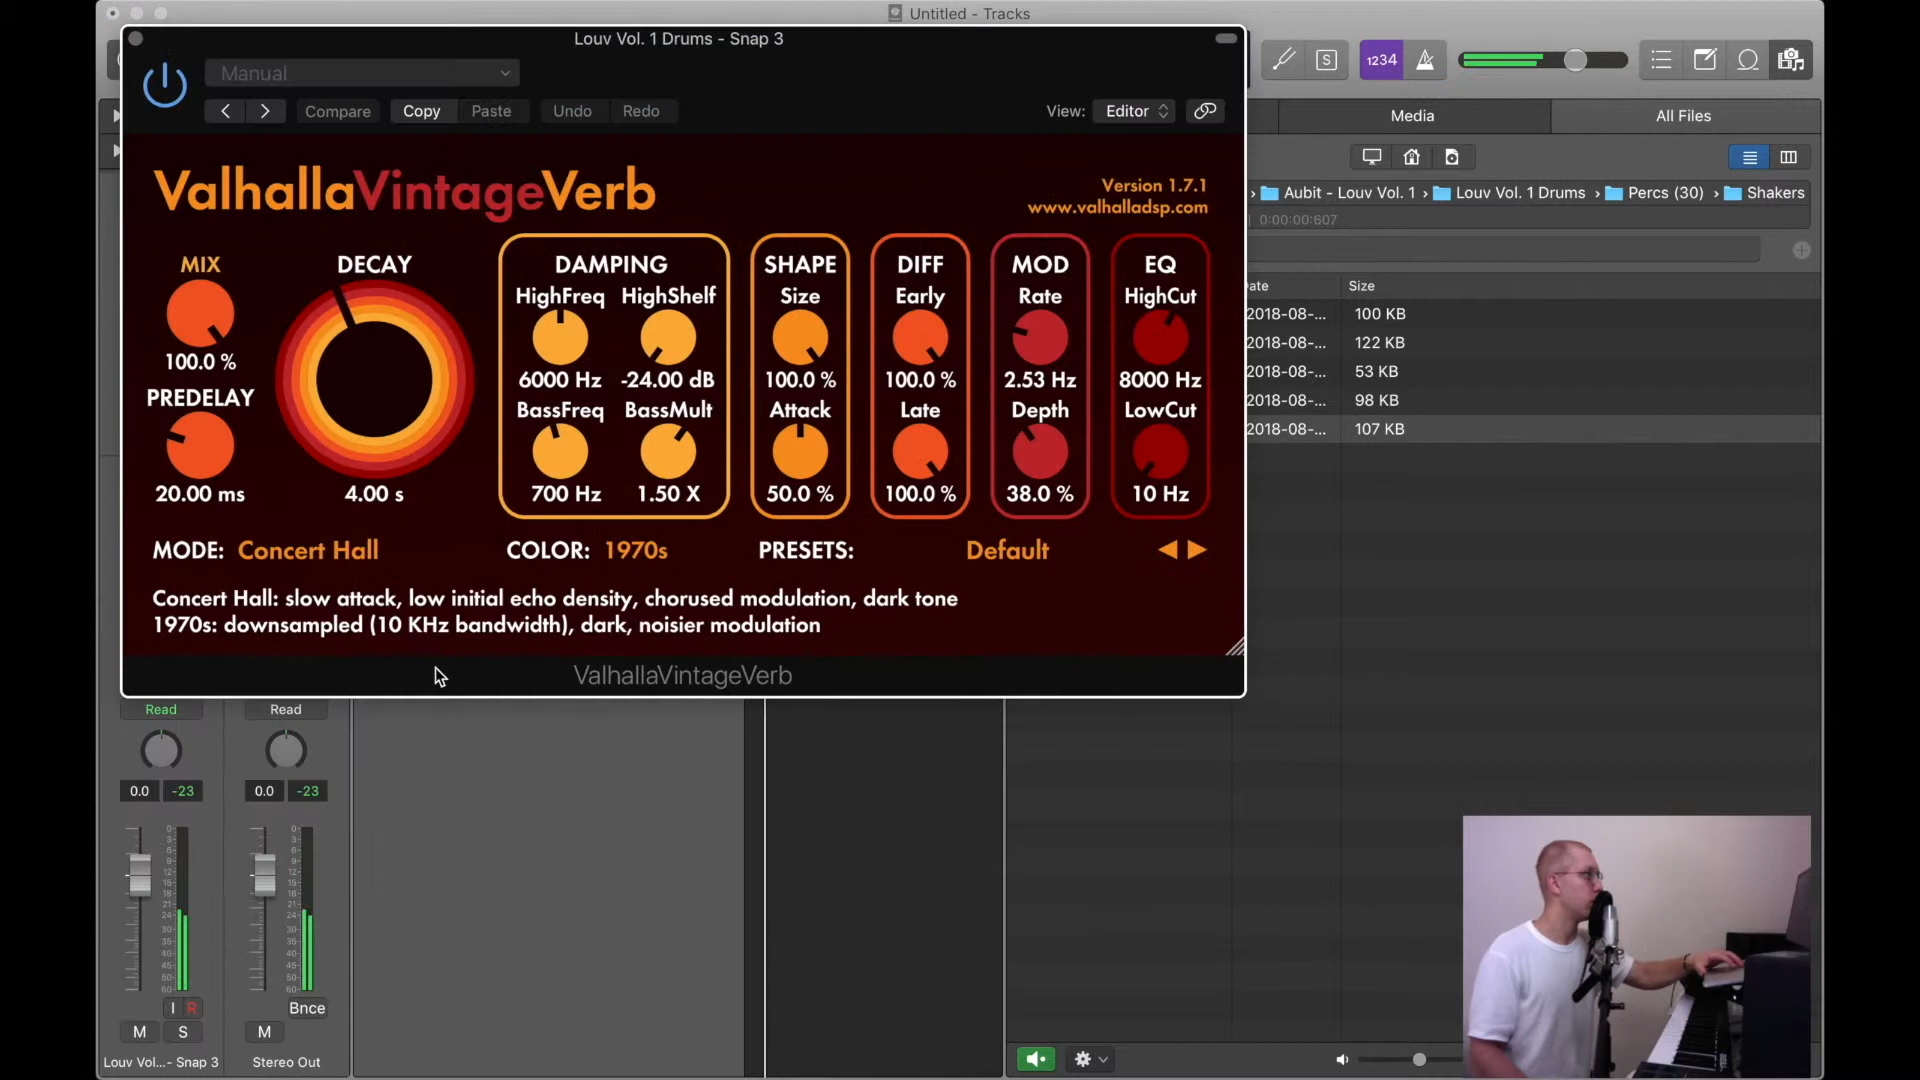 Untitled - Tracks
Louv Vol. 1 Drums - Snap 3
Manual
Compare Copy Paste Undo Redo
View: Editor
S 1234
Media All Files
Aubit - Louv Vol. 1 › Louv Vol. 1 Drums › Percs (30) › Shakers
0:00:00:607
ValhallaVintageVerb
Version 1.7.1
www.valhalladsp.com
MIX
100.0 %
PREDELAY
20.00 ms
DECAY
4.00 s
DAMPING
HighFreq HighShelf
6000 Hz -24.00 dB
BassFreq BassMult
700 Hz 1.50 X
SHAPE
Size
100.0 %
Attack
50.0 %
DIFF
Early
100.0 %
Late
100.0 %
MOD
Rate
2.53 Hz
Depth
38.0 %
EQ
HighCut
8000 Hz
LowCut
10 Hz
MODE: Concert Hall COLOR: 1970s PRESETS: Default
Concert Hall: slow attack, low initial echo density, chorused modulation, dark tone
1970s: downsampled (10 KHz bandwidth), dark, noisier modulation
ValhallaVintageVerb
Size
2018-08-... 100 KB
2018-08-... 122 KB
2018-08-... 53 KB
2018-08-... 98 KB
2018-08-... 107 KB
Read Read
0.0 -23 0.0 -23
I R Bnce
M S M
Louv Vol...- Snap 3 Stereo Out